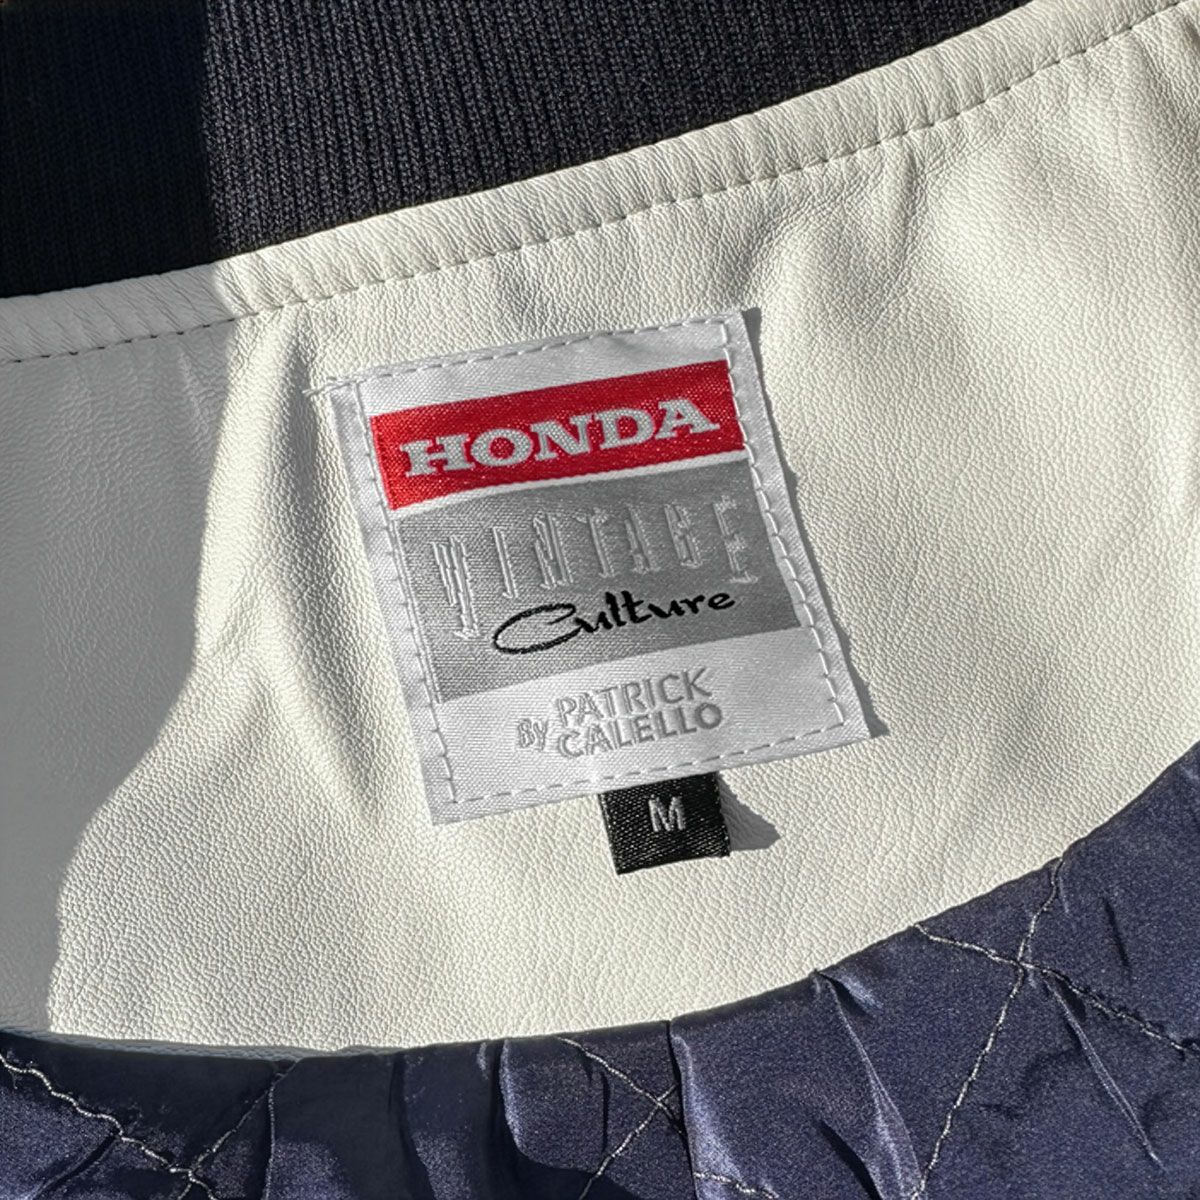 HONDA
VINTAGE
Culture
By PATRICK
CALELLO
M